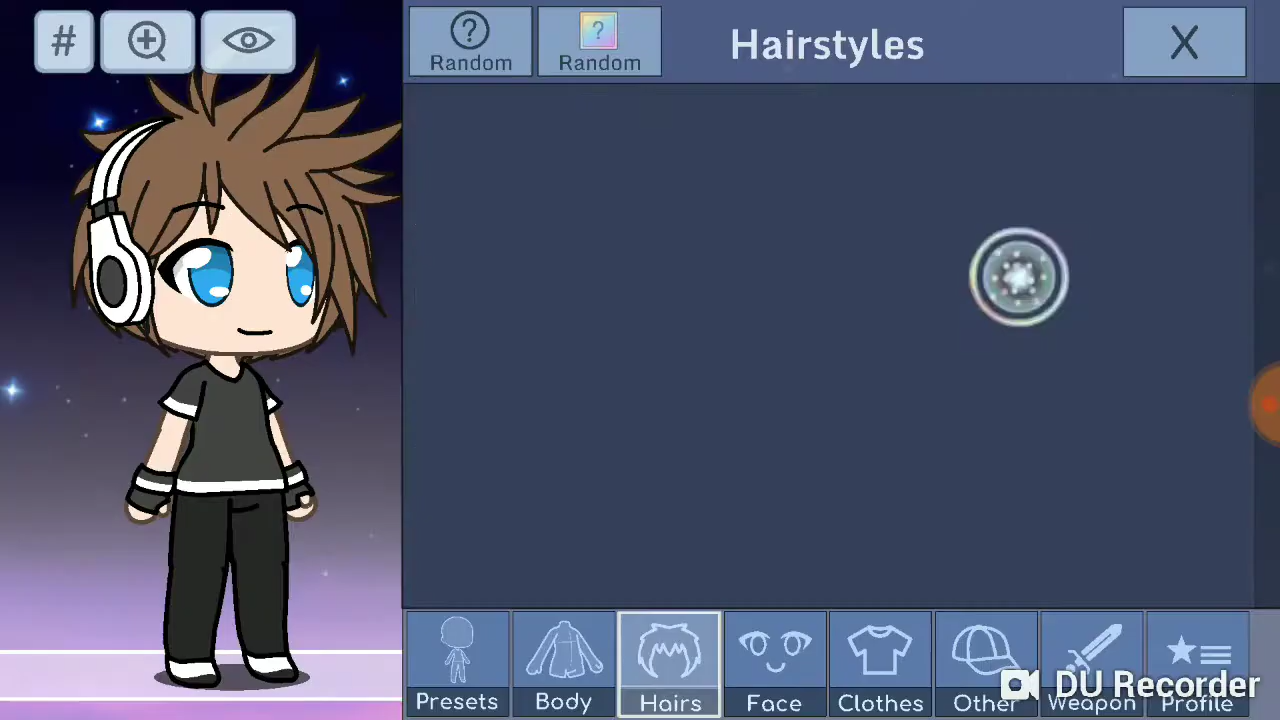 #
? Random
? Random
Hairstyles
X
Presets
Body
Hairs
Face
Clothes
Other
Weapon
Profile
DU Recorder